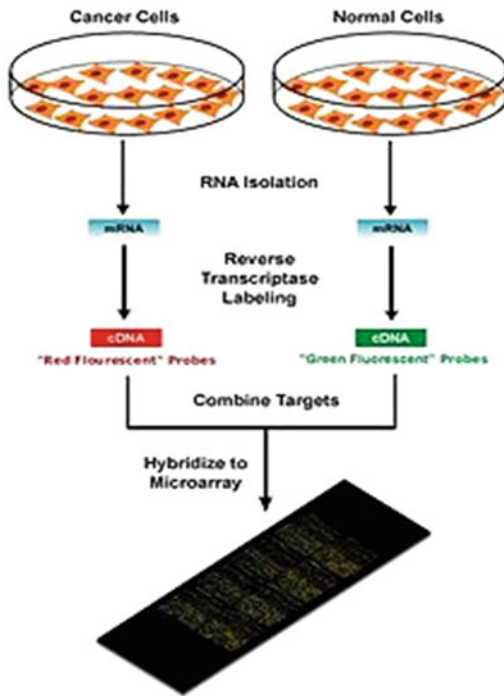 Cancer Cells
Normal Cells
RNA Isolation
mRNA
mRNA
Reverse
Transcriptase
Labeling
cDNA
cDNA
"Red Flourescent" Probes
"Green Fluorescent" Probes
Combine Targets
Hybridize to
Microarray